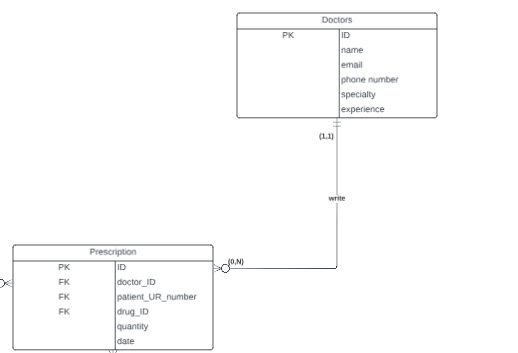 Doctors
PK ID
name
email
phone number
specialty
experience
(1,1)
write
(0,N)
Prescription
PK ID
FK doctor_ID
FK patient_UR_number
FK drug_ID
quantity
date